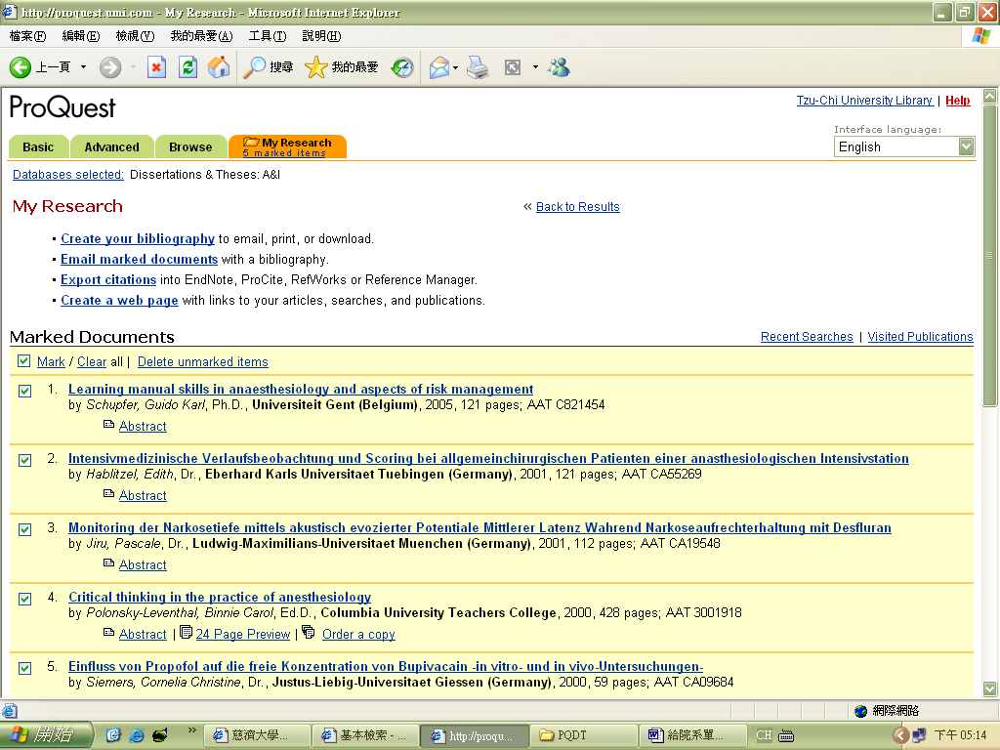 http://proquest.umi.com - My Research - Microsoft Internet Explorer
檔案(F) 編輯(E) 檢視(V) 我的最愛(A) 工具(T) 說明(H)
上一頁 搜尋 我的最愛
ProQuest
Tzu-Chi University Library | Help
Interface language:
English
Basic Advanced Browse My Research
5 marked items
Databases selected: Dissertations & Theses: A&I
My Research « Back to Results
• Create your bibliography to email, print, or download.
• Email marked documents with a bibliography.
• Export citations into EndNote, ProCite, RefWorks or Reference Manager.
• Create a web page with links to your articles, searches, and publications.
Marked Documents Recent Searches | Visited Publications
Mark / Clear all | Delete unmarked items
1. Learning manual skills in anaesthesiology and aspects of risk management
by Schupfer, Guido Karl, Ph.D., Universiteit Gent (Belgium), 2005, 121 pages; AAT C821454
Abstract
2. Intensivmedizinische Verlaufsbeobachtung und Scoring bei allgemeinchirurgischen Patienten einer anasthesiologischen Intensivstation
by Hablitzel, Edith, Dr., Eberhard Karls Universitaet Tuebingen (Germany), 2001, 121 pages; AAT CA55269
Abstract
3. Monitoring der Narkosetiefe mittels akustisch evozierter Potentiale Mittlerer Latenz Wahrend Narkoseaufrechterhaltung mit Desfluran
by Jiru, Pascale, Dr., Ludwig-Maximilians-Universitaet Muenchen (Germany), 2001, 112 pages; AAT CA19548
Abstract
4. Critical thinking in the practice of anesthesiology
by Polonsky-Leventhal, Binnie Carol, Ed.D., Columbia University Teachers College, 2000, 428 pages; AAT 3001918
Abstract | 24 Page Preview | Order a copy
5. Einfluss von Propofol auf die freie Konzentration von Bupivacain -in vitro- und in vivo-Untersuchungen-
by Siemers, Cornelia Christine, Dr., Justus-Liebig-Universitaet Giessen (Germany), 2000, 59 pages; AAT CA09684
網際網路
開始 » 慈濟大學... 基本檢索 - ... http://proqu... PQDT 給院系單... CH 下午 05:14